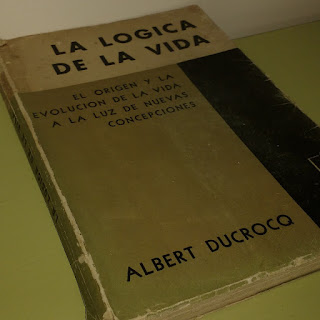 LA LOGICA
DE LA VIDA
EL ORIGEN Y LA
EVOLUCION DE LA VIDA
A LA LUZ DE NUEVAS
CONCEPCIONES
ALBERT DUCROCQ